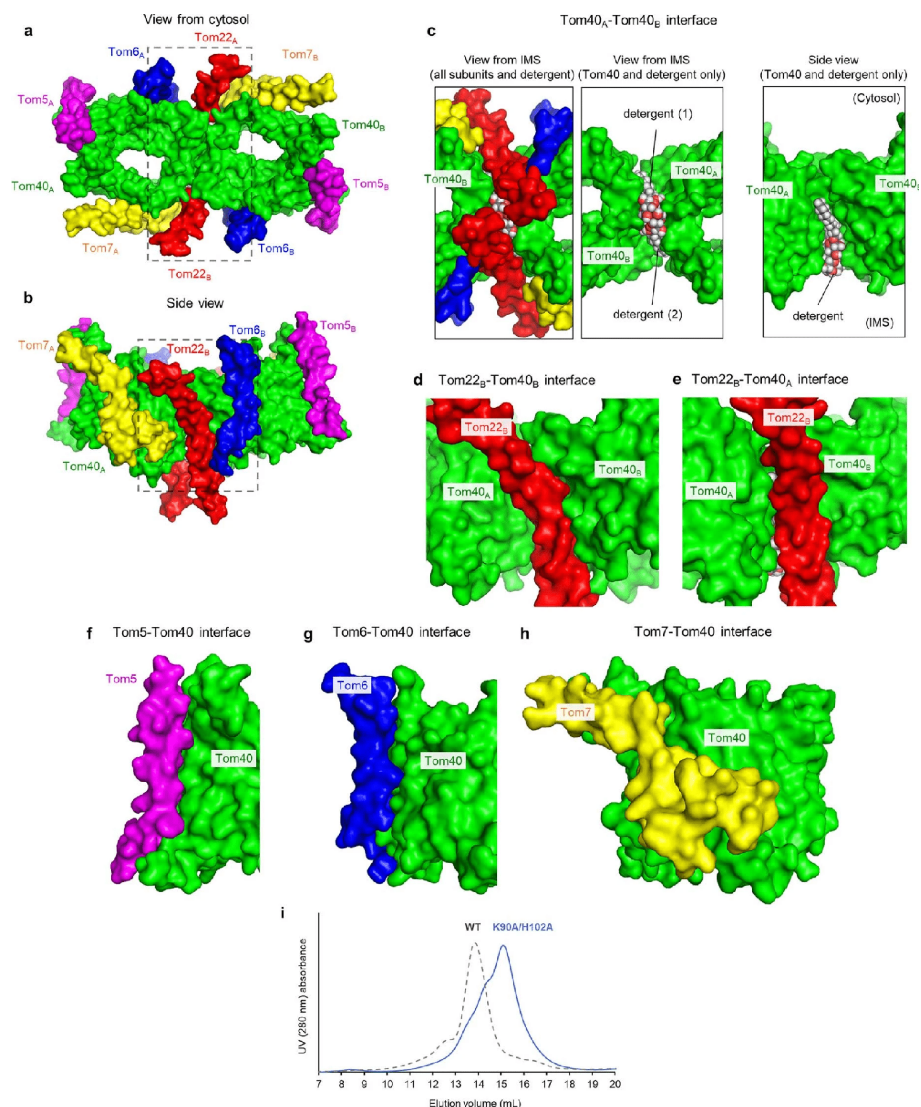 View from cytosol
a
Tom22A
Tom6A
Tom7B
Tom5A
Tom40B
Tom40A
Tom5B
Tom7A
Tom6B
Tom22B
b
Side view
Tom6B
Tom5B
Tom7A
Tom22B
Tom40A
Tom40A-Tom40B interface
c
View from IMS
(all subunits and detergent)
View from IMS
(Tom40 and detergent only)
Side view
(Tom40 and detergent only)
Tom40B
detergent (1)
Tom40A
Tom40B
detergent (2)
(Cytosol)
Tom40A
Tom40B
detergent
(IMS)
d Tom22B-Tom40B interface
Tom22B
Tom40B
Tom40A
e Tom22B-Tom40A interface
Tom22B
Tom40B
Tom40A
f Tom5-Tom40 interface
Tom5
Tom40
g Tom6-Tom40 interface
Tom6
Tom40
h Tom7-Tom40 interface
Tom7
Tom40
i
WT K90A/H102A
UV (280 nm) absorbance
7 8 9 10 11 12 13 14 15 16 17 18 19 20
Elution volume (mL)